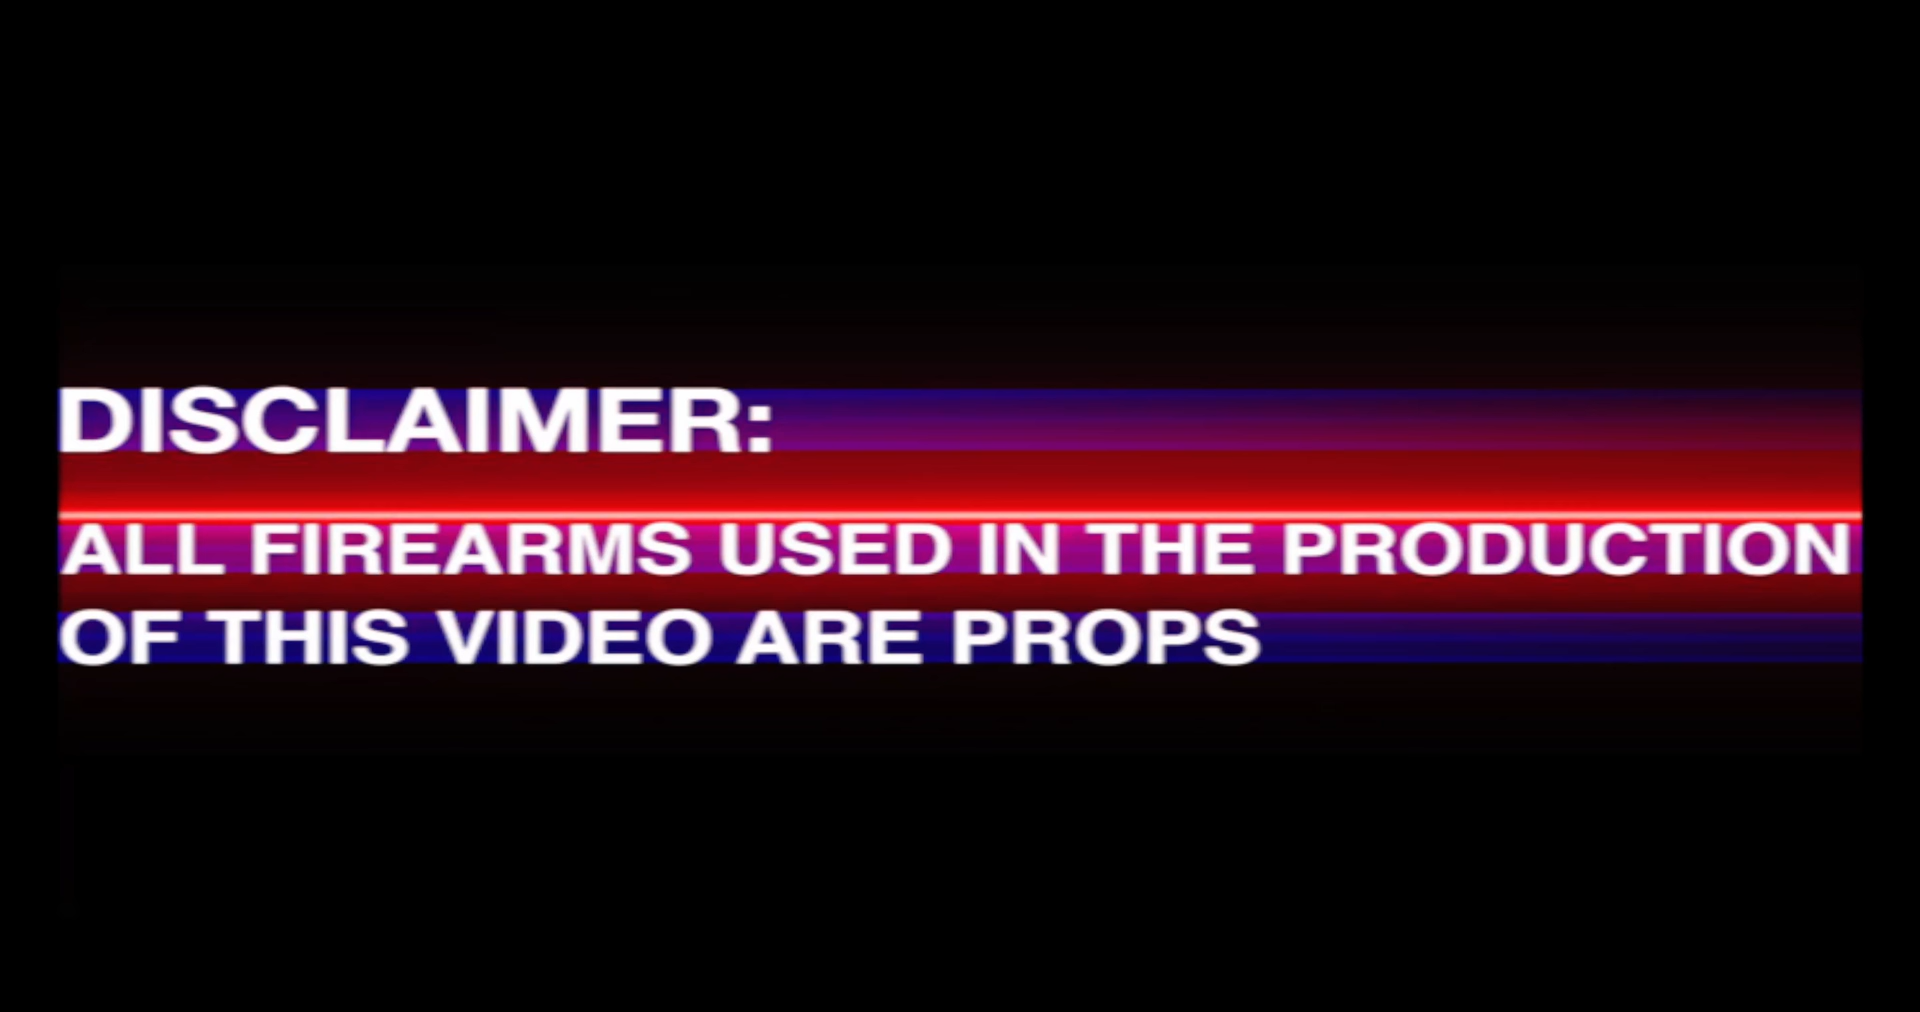 DISCLAIMER:
ALL FIREARMS USED IN THE PRODUCTION
OF THIS VIDEO ARE PROPS